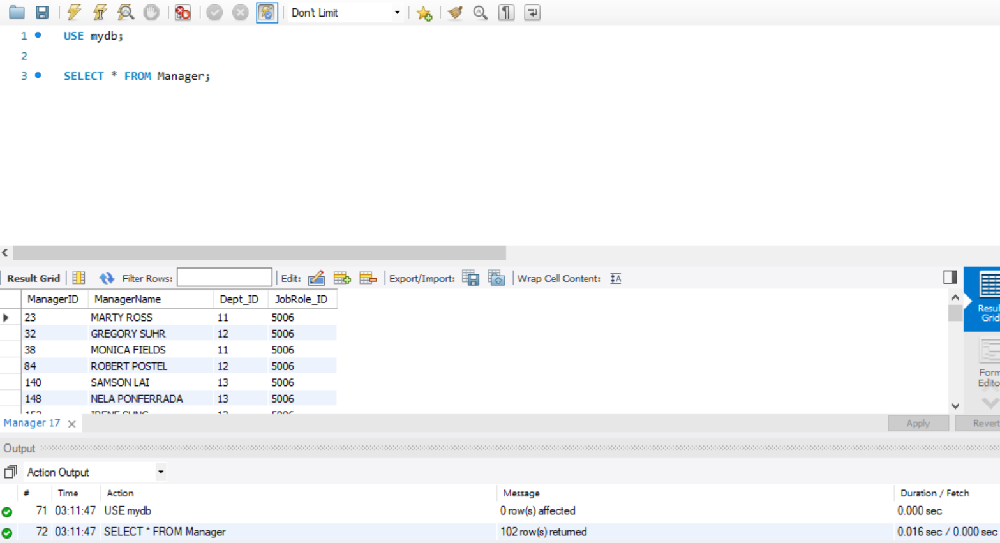 Don't Limit
1 USE mydb;
2
3 SELECT * FROM Manager;
Result Grid Filter Rows: Edit: Export/Import: Wrap Cell Content:
ManagerID ManagerName Dept_ID JobRole_ID
23 MARTY ROSS 11 5006
32 GREGORY SUHR 12 5006
38 MONICA FIELDS 11 5006
84 ROBERT POSTEL 12 5006
140 SAMSON LAI 13 5006
148 NELA PONFERRADA 13 5006
Resul
Grid
Form
Edito
Manager 17
Apply Revert
Output
Action Output
# Time Action Message Duration / Fetch
71 03:11:47 USE mydb 0 row(s) affected 0.000 sec
72 03:11:47 SELECT * FROM Manager 102 row(s) returned 0.016 sec / 0.000 sec